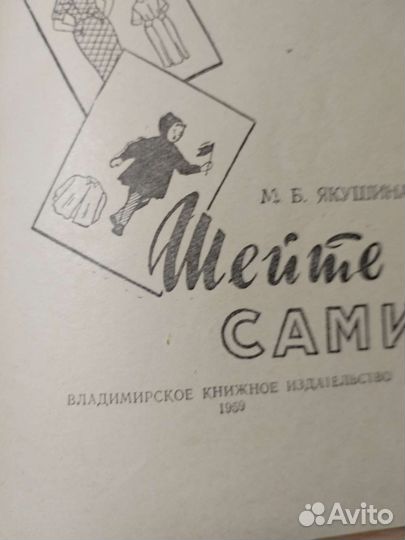 М. Б. ЯКУШИНА
Шейте
САМИ
ВЛАДИМИРСКОЕ КНИЖНОЕ ИЗДАТЕЛЬСТВО
1959
Avito